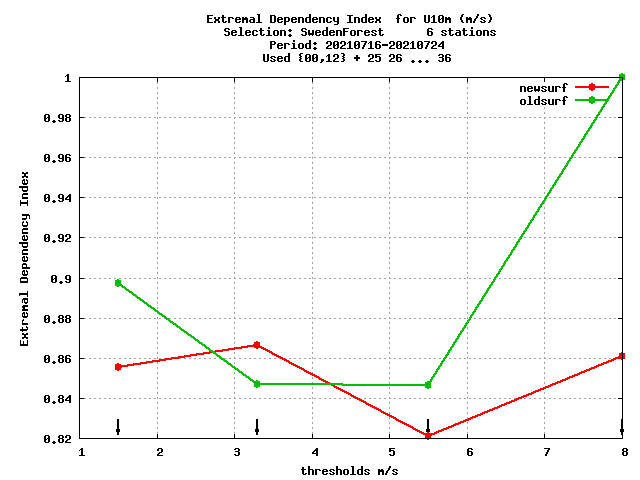 Extremal Dependency Index  for U10m (m/s)
Selection: SwedenForest      6 stations
Period: 20210716-20210724
Used {00,12} + 25 26 ... 36
newsurf
oldsurf
1
0.98
0.96
0.94
0.92
0.9
0.88
0.86
0.84
0.82
Extremal Dependency Index
1 2 3 4 5 6 7 8
thresholds m/s